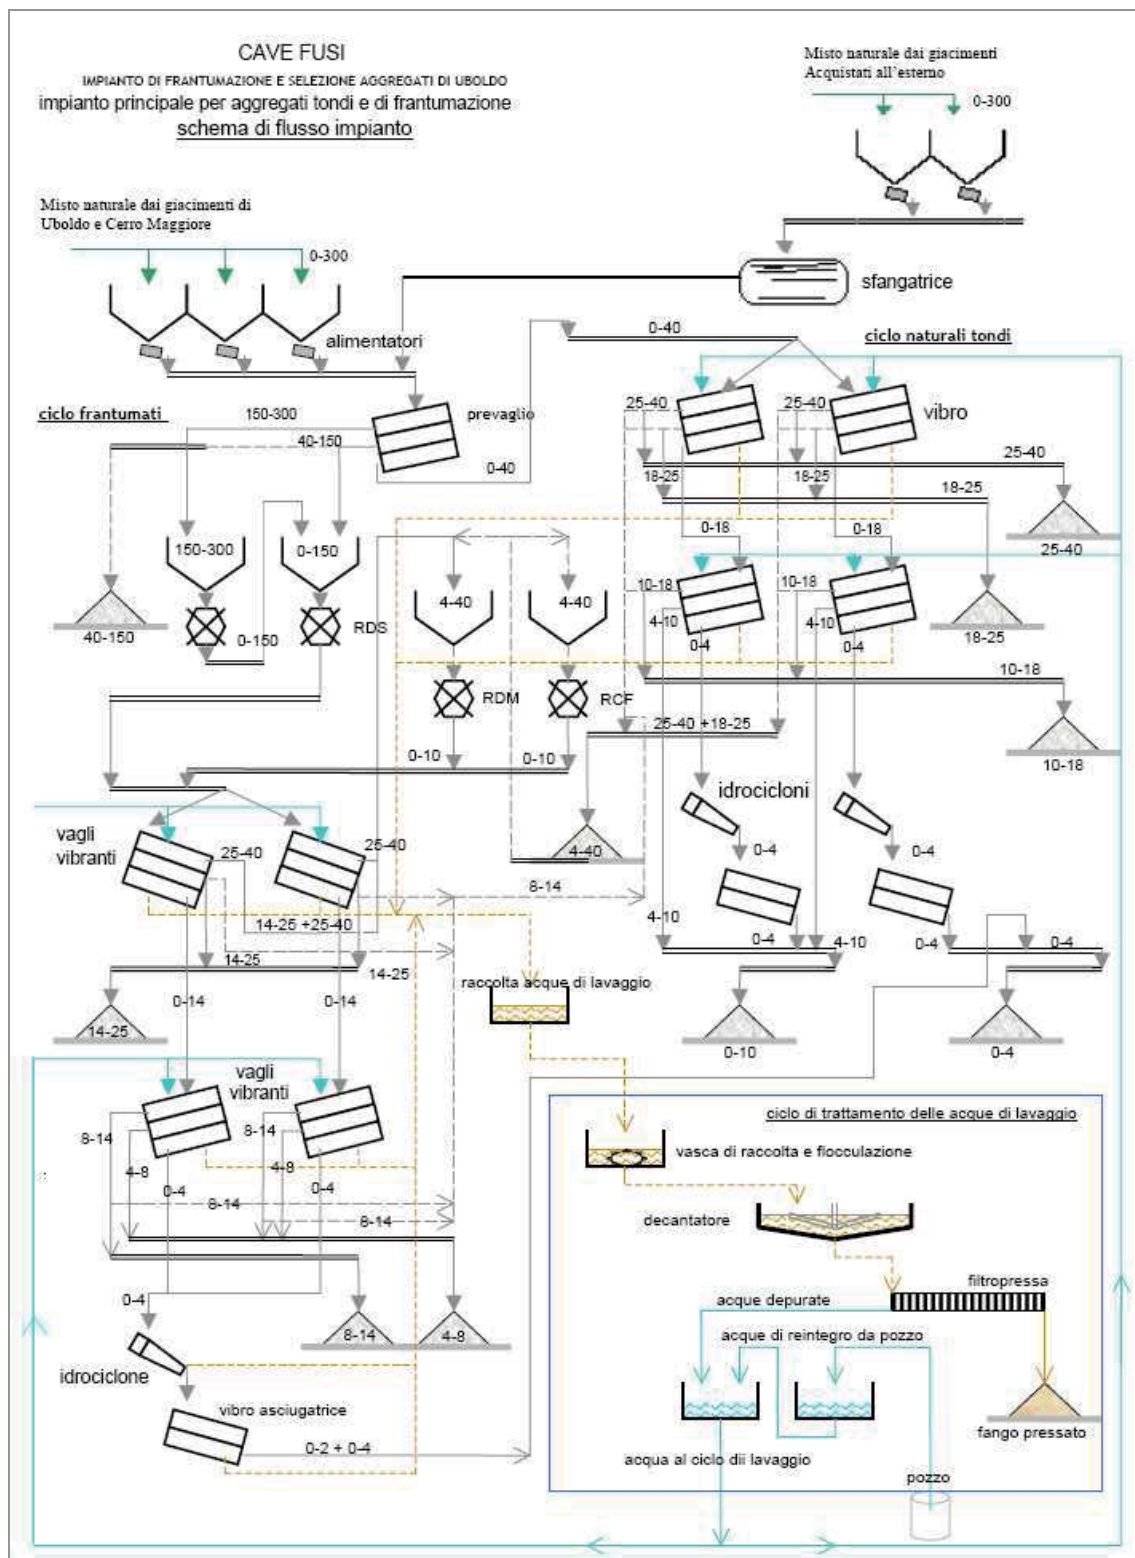 CAVE FUSI
IMPIANTO DI FRANTUMAZIONE E SELEZIONE AGGREGATI DI UBOLDO
impianto principale per aggregati tondi e di frantumazione
schema di flusso impianto
Misto naturale dai giacimenti
Acquistati all'esterno
0-300
Misto naturale dai giacimenti di
Uboldo e Cerro Maggiore
0-300
sfangatrice
alimentatori
0-40
ciclo naturali tondi
ciclo frantumati
150-300
prevaglio
40-150
0-40
25-40
25-40
vibro
25-40
18-25
18-25
18-25
0-18
0-18
25-40
150-300
0-150
4-40
4-40
10-18
10-18
4-10
4-10
0-4
0-4
40-150
0-150
RDS
18-25
10-18
RDM
RCF
25-40 +18-25
0-10
0-10
10-18
idrocicloni
vagli
vibranti
25-40
25-40
4-40
0-4
0-4
8-14
14-25 +25-40
4-10
0-4
4-10
0-4
0-4
14-25
14-25
0-14
0-14
raccolta acque di lavaggio
14-25
0-10
0-4
vagli
vibranti
ciclo di trattamento delle acque di lavaggio
8-14
8-14
4-8
4-8
0-4
0-4
vasca di raccolta e flocculazione
8-14
8-14
decantatore
filtropressa
0-4
acque depurate
8-14
4-8
acque di reintegro da pozzo
idrociclone
vibro asciugatrice
0-2 + 0-4
fango pressato
acqua al ciclo dii lavaggio
pozzo